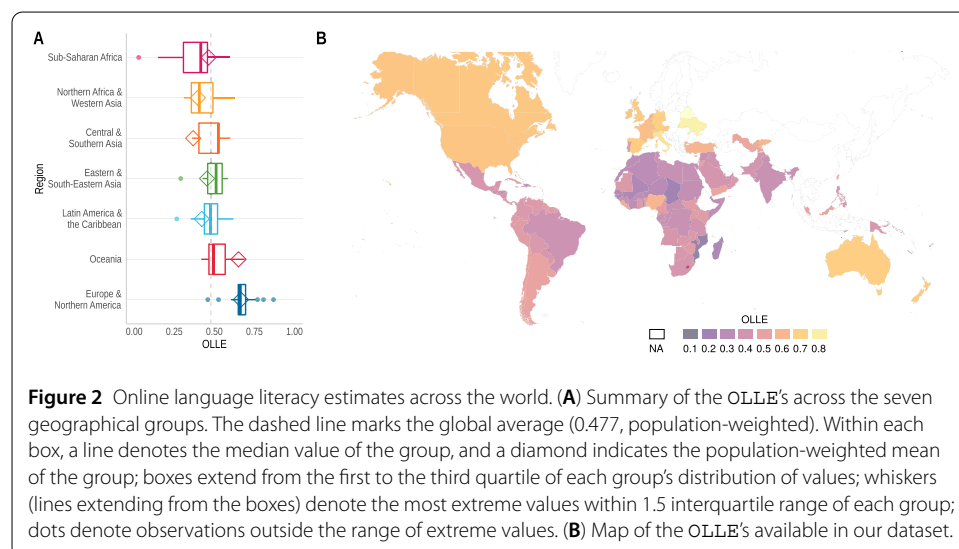 A
B
Sub-Saharan Africa
Northern Africa &
Western Asia
Central &
Southern Asia
Eastern &
South-Eastern Asia
Latin America &
the Caribbean
Oceania
Europe &
Northern America
Region
0.00 0.25 0.50 0.75 1.00
OLLE
OLLE
NA 0.1 0.2 0.3 0.4 0.5 0.6 0.7 0.8
Figure 2 Online language literacy estimates across the world. (A) Summary of the OLLE's across the seven
geographical groups. The dashed line marks the global average (0.477, population-weighted). Within each
box, a line denotes the median value of the group, and a diamond indicates the population-weighted mean
of the group; boxes extend from the first to the third quartile of each group's distribution of values; whiskers
(lines extending from the boxes) denote the most extreme values within 1.5 interquartile range of each group;
dots denote observations outside the range of extreme values. (B) Map of the OLLE's available in our dataset.